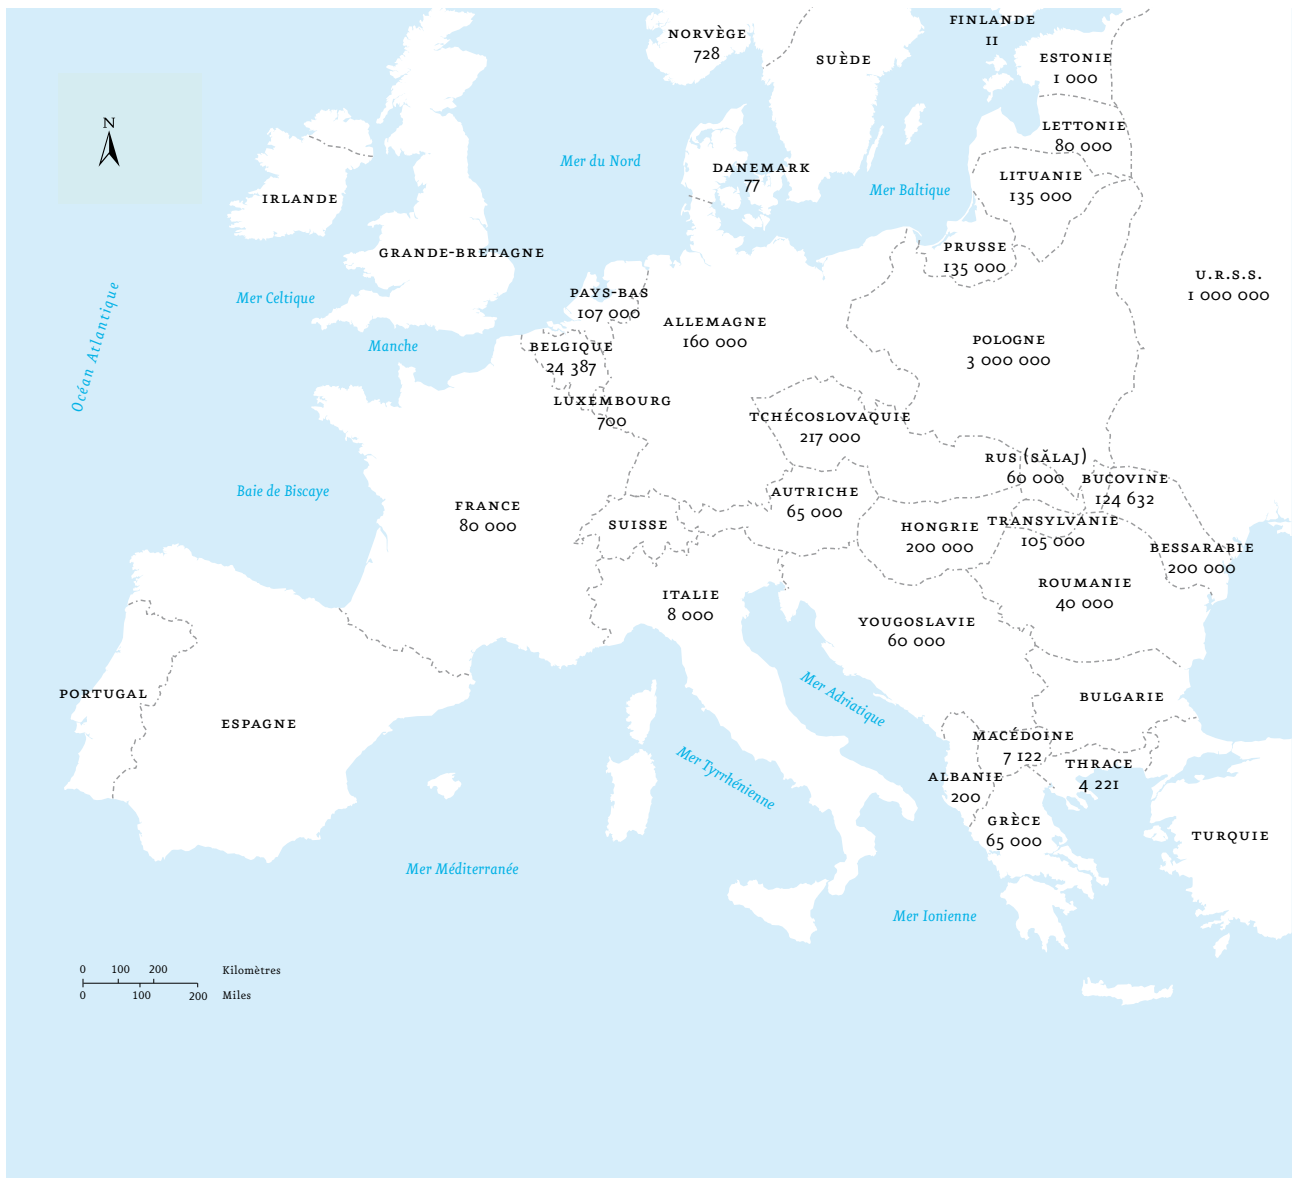 FINLANDE
11
NORVÈGE
728
SUÈDE
ESTONIE
1 000
N
LETTONIE
80 000
Mer du Nord
DANEMARK
77
Mer Baltique
LITUANIE
135 000
IRLANDE
GRANDE-BRETAGNE
PRUSSE
135 000
U.R.S.S.
1 000 000
Mer Celtique
PAYS-BAS
107 000
Océan Atlantique
ALLEMAGNE
160 000
Manche
BELGIQUE
24 387
POLOGNE
3 000 000
LUXEMBOURG
700
TCHÉCOSLOVAQUIE
217 000
RUS (SĂLAJ)
60 000
BUCOVINE
124 632
Baie de Biscaye
FRANCE
80 000
SUISSE
AUTRICHE
65 000
HONGRIE
200 000
TRANSYLVANIE
105 000
BESSARABIE
200 000
ITALIE
8 000
ROUMANIE
40 000
YOUGOSLAVIE
60 000
PORTUGAL
ESPAGNE
Mer Adriatique
BULGARIE
MACÉDOINE
7 122
Mer Tyrrhénienne
THRACE
4 221
ALBANIE
200
GRÈCE
65 000
TURQUIE
Mer Méditerranée
Mer Ionienne
0 100 200 Kilomètres
0 100 200 Miles